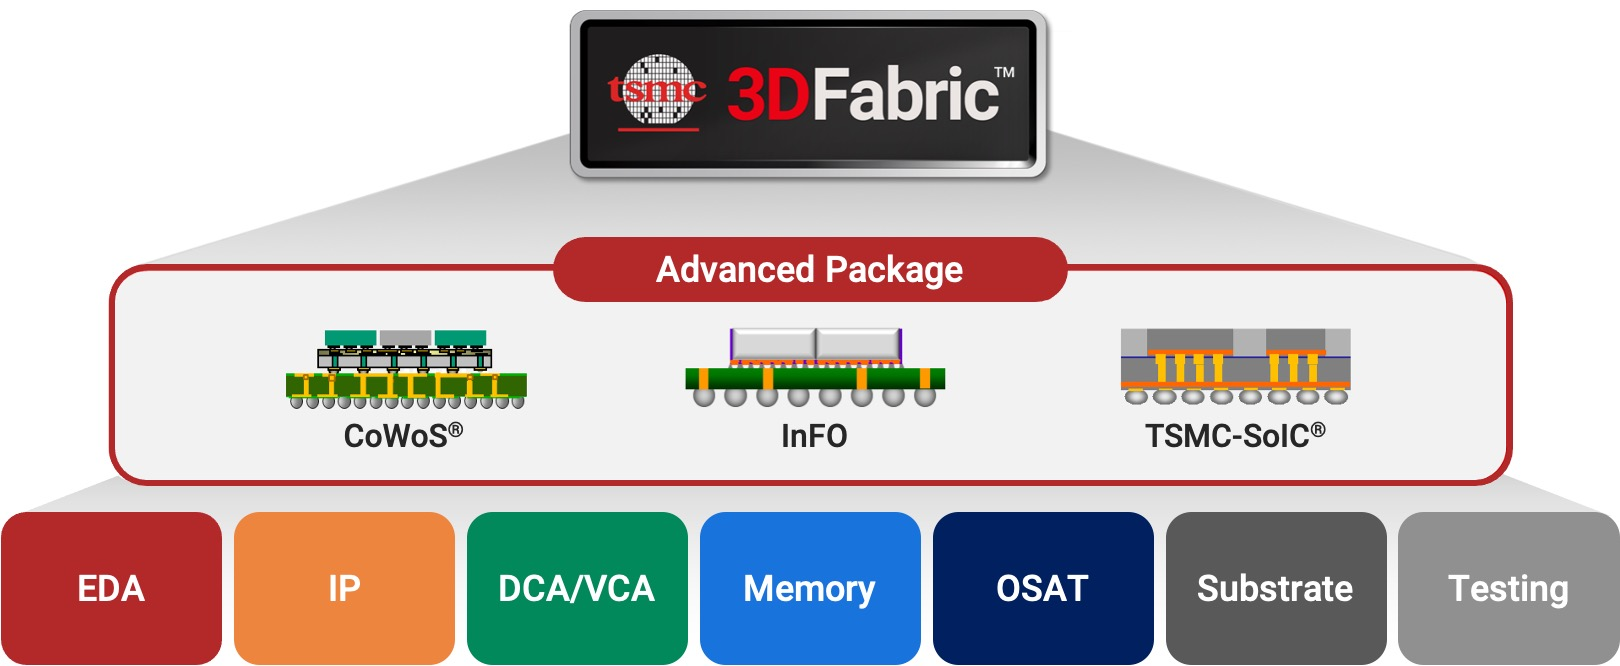 tsmc 3DFabric™
Advanced Package
CoWoS® InFO TSMC-SoIC®
EDA IP DCA/VCA Memory OSAT Substrate Testing